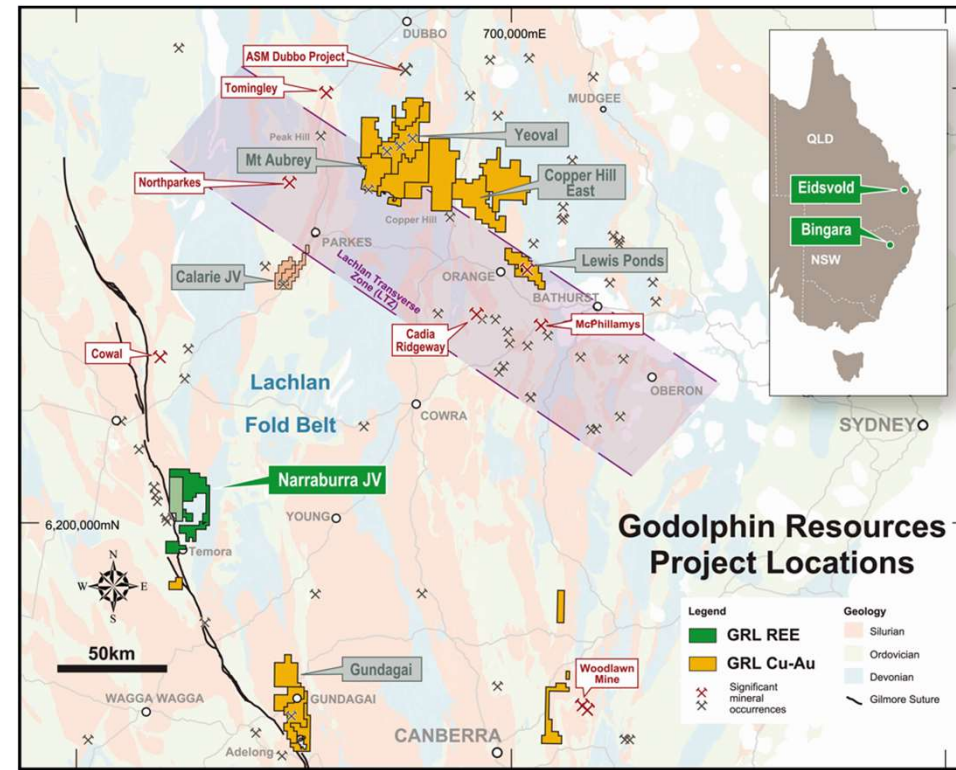 DUBBO
700,000mE
ASM Dubbo Project
Tomingley
MUDGEE
Peak Hill
Yeoval
Mt Aubrey
Northparkes
Copper Hill
East
Copper Hill
PARKES
Lachlan Transverse
Zone (LTZ)
Calarie JV
ORANGE
Lewis Ponds
BATHURST
Cadia
Ridgeway
McPhillamys
Cowal
OBERON
Lachlan
Fold Belt
COWRA
SYDNEY
QLD
Eidsvold
Bingara
NSW
Narraburra JV
6,200,000mN
YOUNG
Temora
N
W
E
S
50km
Godolphin Resources
Project Locations
Legend
GRL REE
GRL Cu-Au
Significant
mineral
occurrences
Geology
Silurian
Ordovician
Devonian
Gilmore Suture
Gundagai
GUNDAGAI
WAGGA WAGGA
Adelong
Woodlawn
Mine
CANBERRA